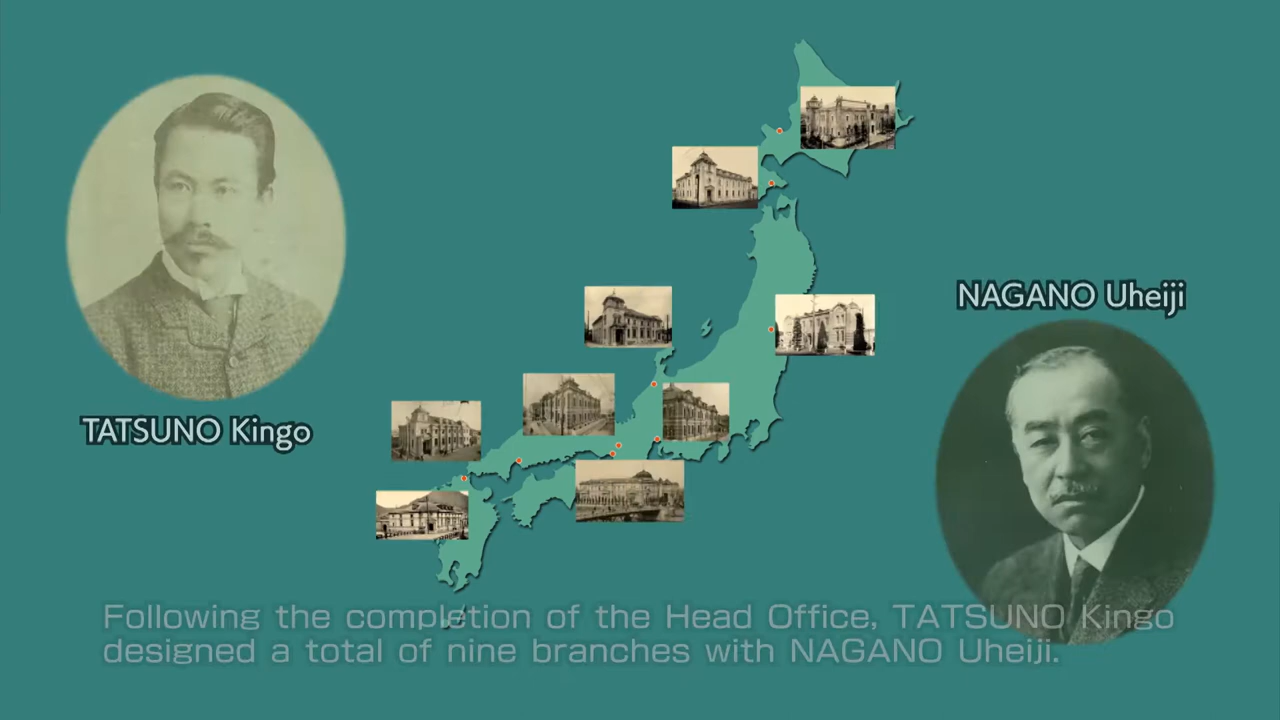 NAGANO Uheiji
TATSUNO Kingo
Following the completion of the Head Office, TATSUNO Kingo
designed a total of nine branches with NAGANO Uheiji.